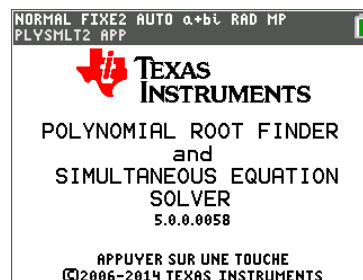 NORMAL FIXE2 AUTO a+bi RAD MP
PLYSMLT2 APP
TEXAS
INSTRUMENTS
POLYNOMIAL ROOT FINDER
and
SIMULTANEOUS EQUATION
SOLVER
5.0.0.0058
APPUYER SUR UNE TOUCHE
©2006-2014 TEXAS INSTRUMENTS